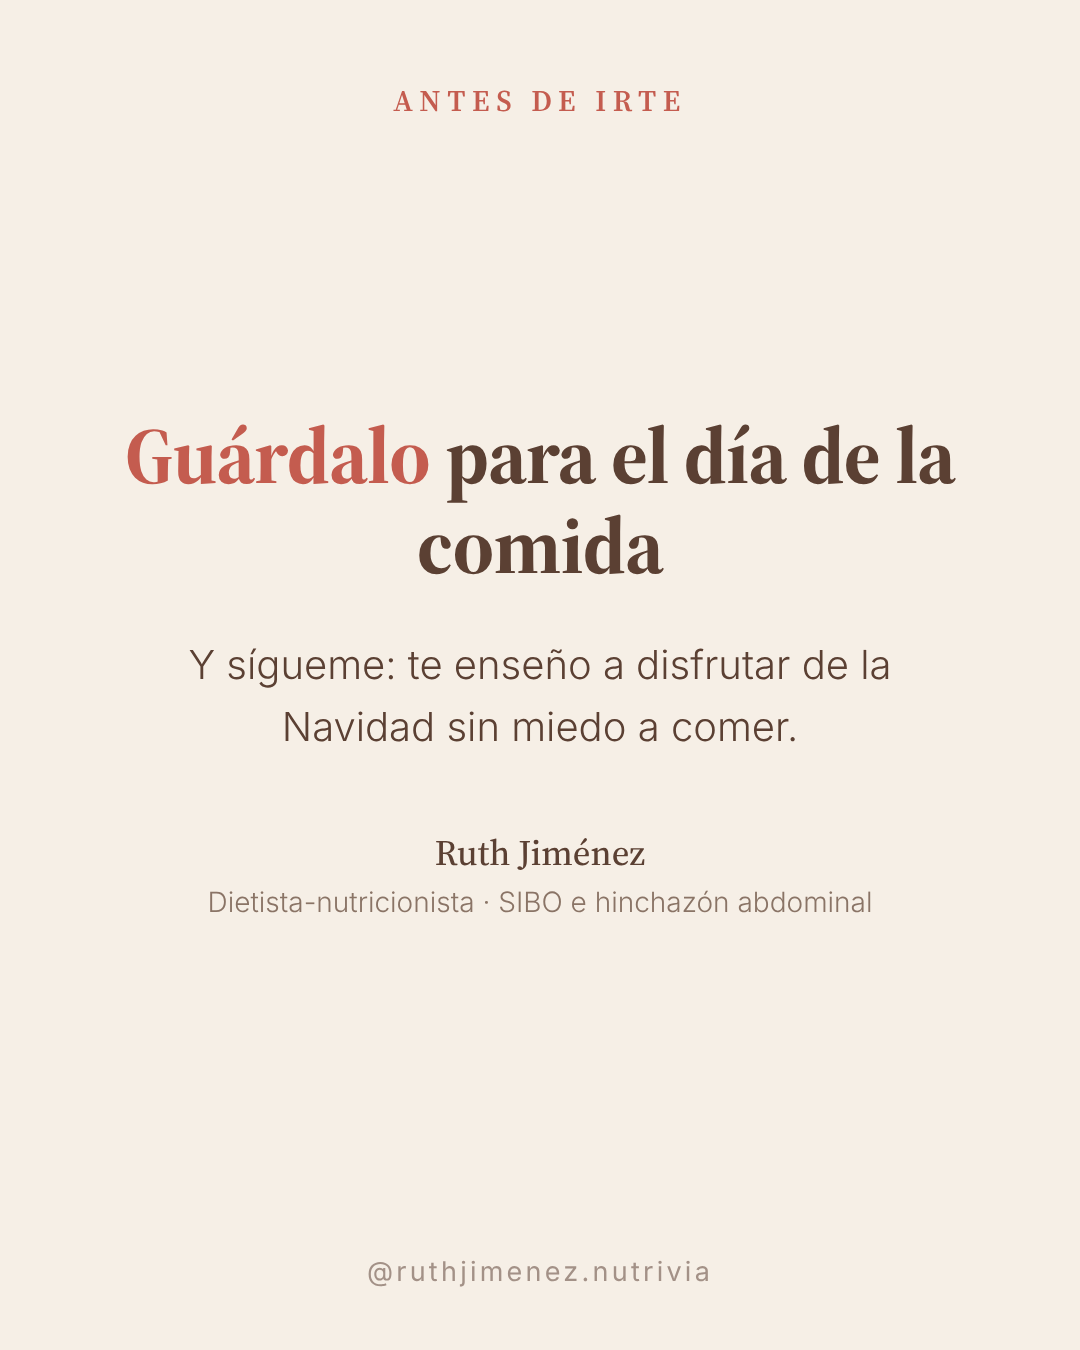 ANTES DE IRTE
Guárdalo para el día de la
comida
Y sígueme: te enseño a disfrutar de la
Navidad sin miedo a comer.
Ruth Jiménez
Dietista-nutricionista · SIBO e hinchazón abdominal
@ruthjimenez.nutrivia